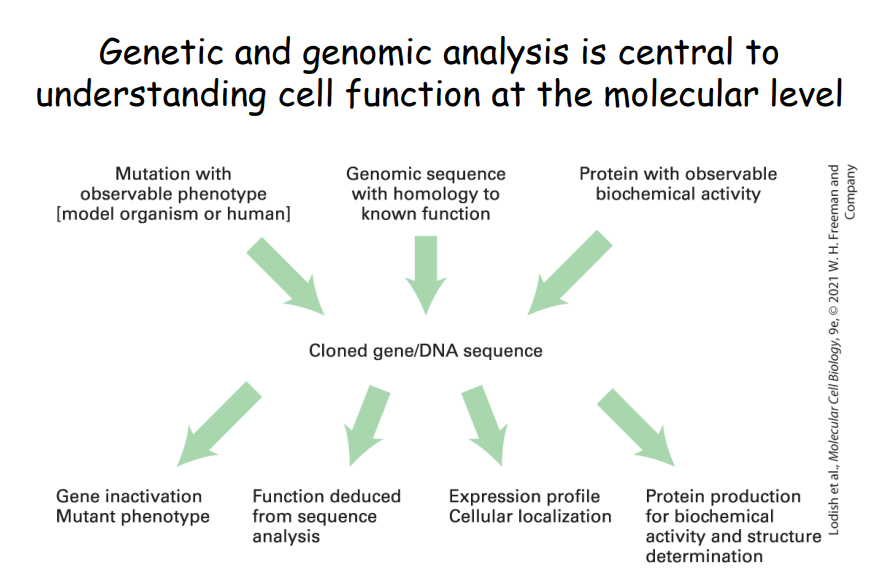 Genetic and genomic analysis is central to
understanding cell function at the molecular level
Mutation with
observable phenotype
[model organism or human]
Genomic sequence
with homology to
known function
Protein with observable
biochemical activity
Cloned gene/DNA sequence
Gene inactivation
Mutant phenotype
Function deduced
from sequence
analysis
Expression profile
Cellular localization
Protein production
for biochemical
activity and structure
determination
Lodish et al., Molecular Cell Biology, 9e, © 2021 W. H. Freeman and
Company